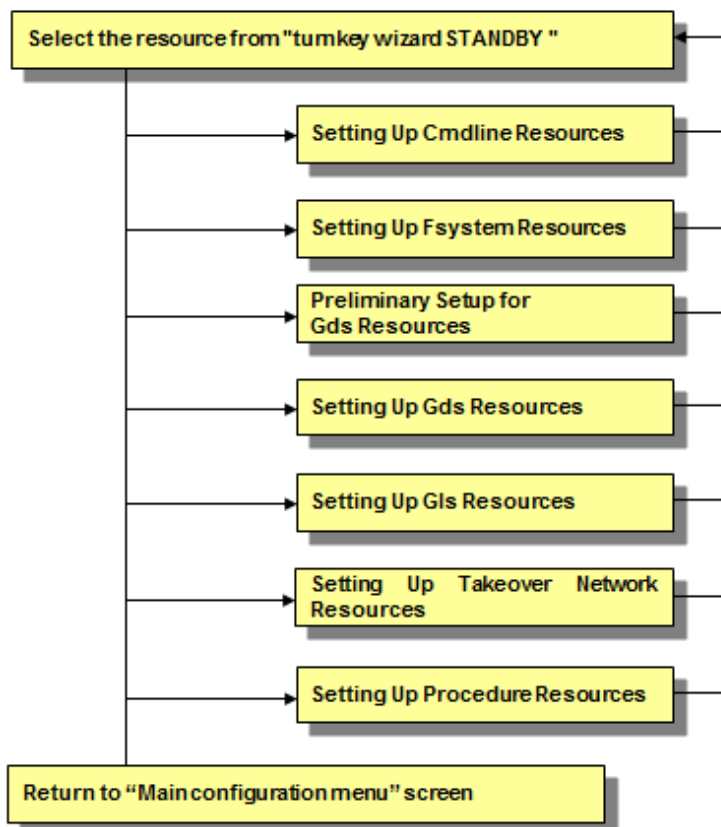 Select the resource from "turnkey wizard STANDBY "
Setting Up Cmdline Resources
Setting Up Fsystem Resources
Preliminary Setup for
Gds Resources
Setting Up Gds Resources
Setting Up Gls Resources
Setting Up Takeover Network
Resources
Setting Up Procedure Resources
Return to “Main configuration menu” screen